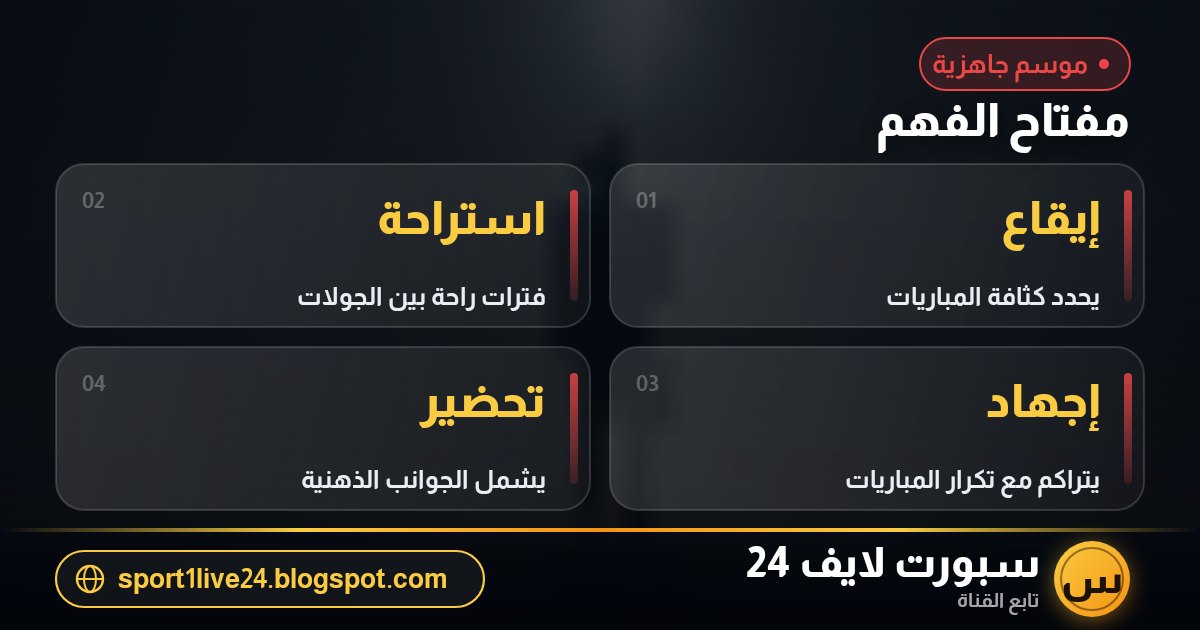 موسم جاهزية
مفتاح الفهم
01
إيقاع
يحدد كثافة المباريات
02
استراحة
فترات راحة بين الجولات
03
إجهاد
يتراكم مع تكرار المباريات
04
تحضير
يشمل الجوانب الذهنية
س
سبورت لايف 24
تابع القناة
sport1live24.blogspot.com